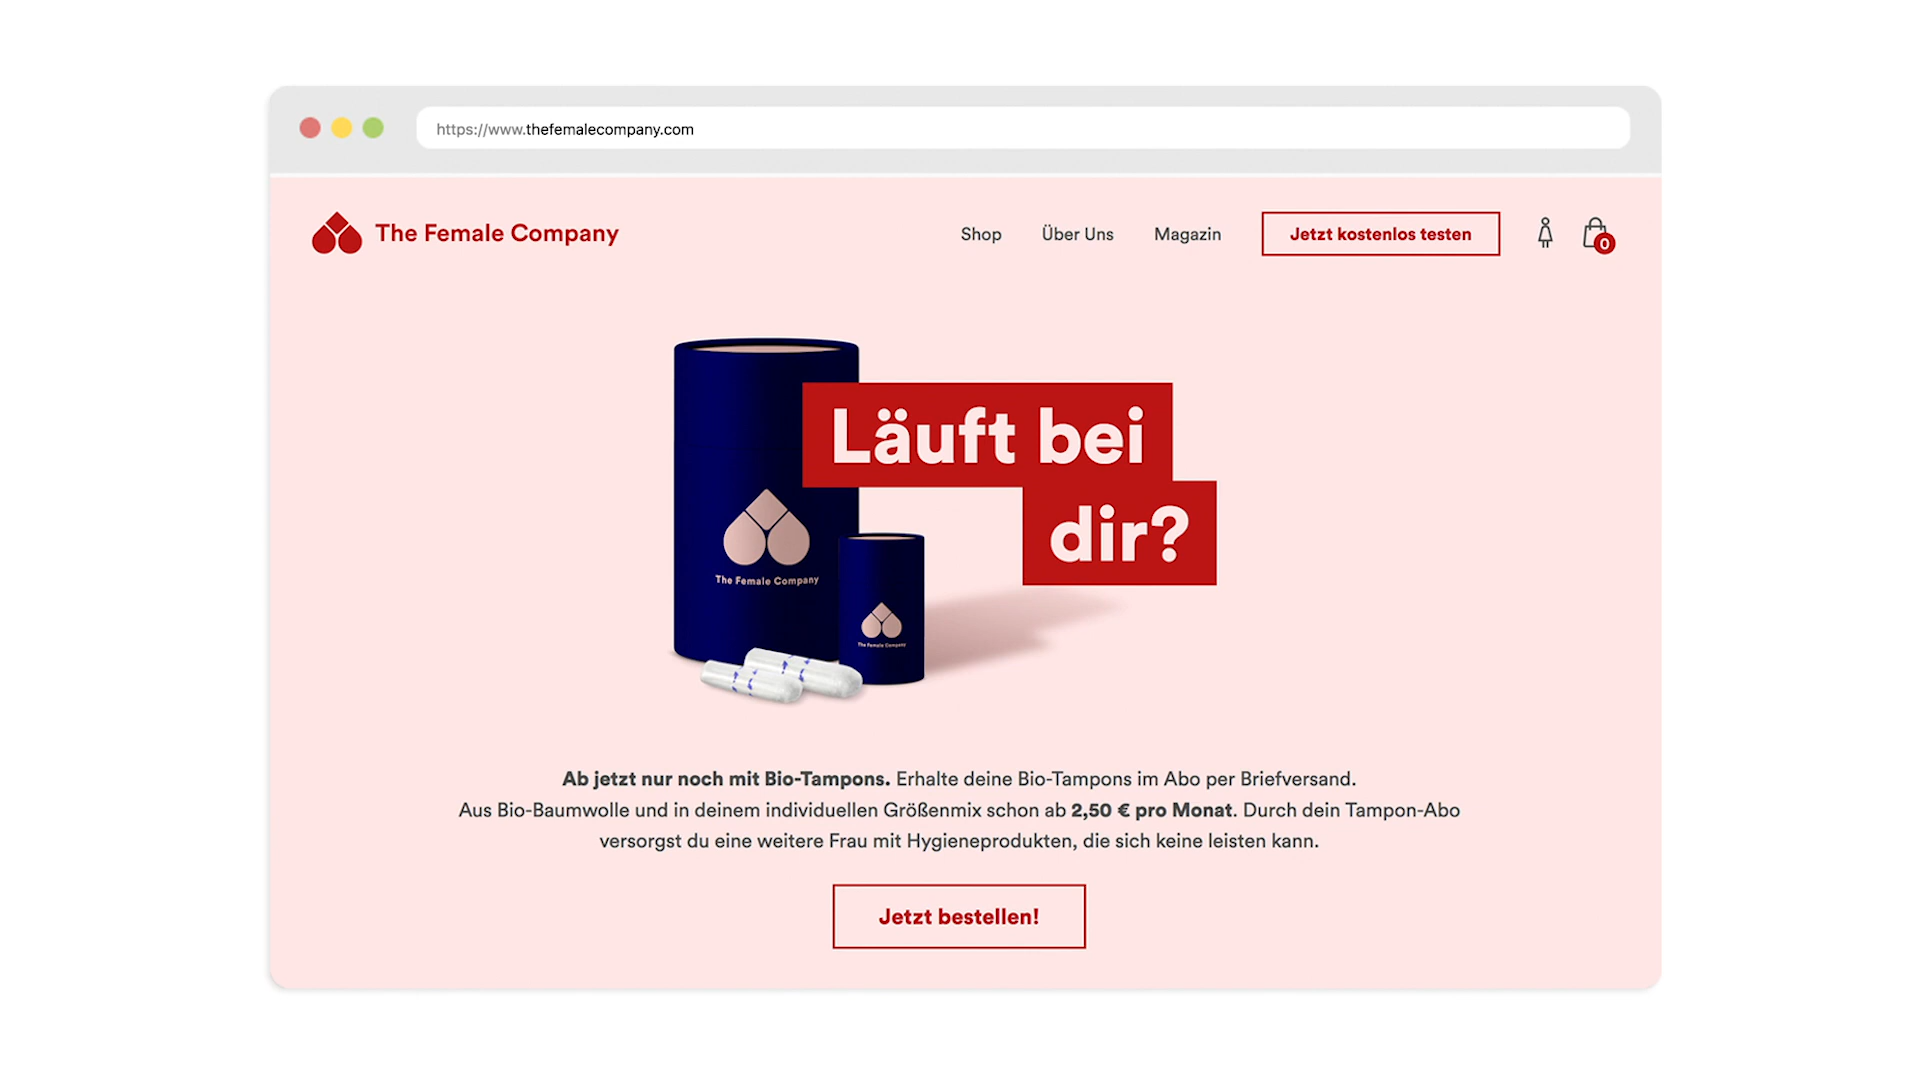 https://www.thefemalecompany.com
The Female Company
Shop
Über Uns
Magazin
Jetzt kostenlos testen
0
Läuft bei
dir?
The Female Company
The Female Company
Ab jetzt nur noch mit Bio-Tampons. Erhalte deine Bio-Tampons im Abo per Briefversand.
Aus Bio-Baumwolle und in deinem individuellen Größenmix schon ab 2,50 € pro Monat. Durch dein Tampon-Abo
versorgst du eine weitere Frau mit Hygieneprodukten, die sich keine leisten kann.
Jetzt bestellen!